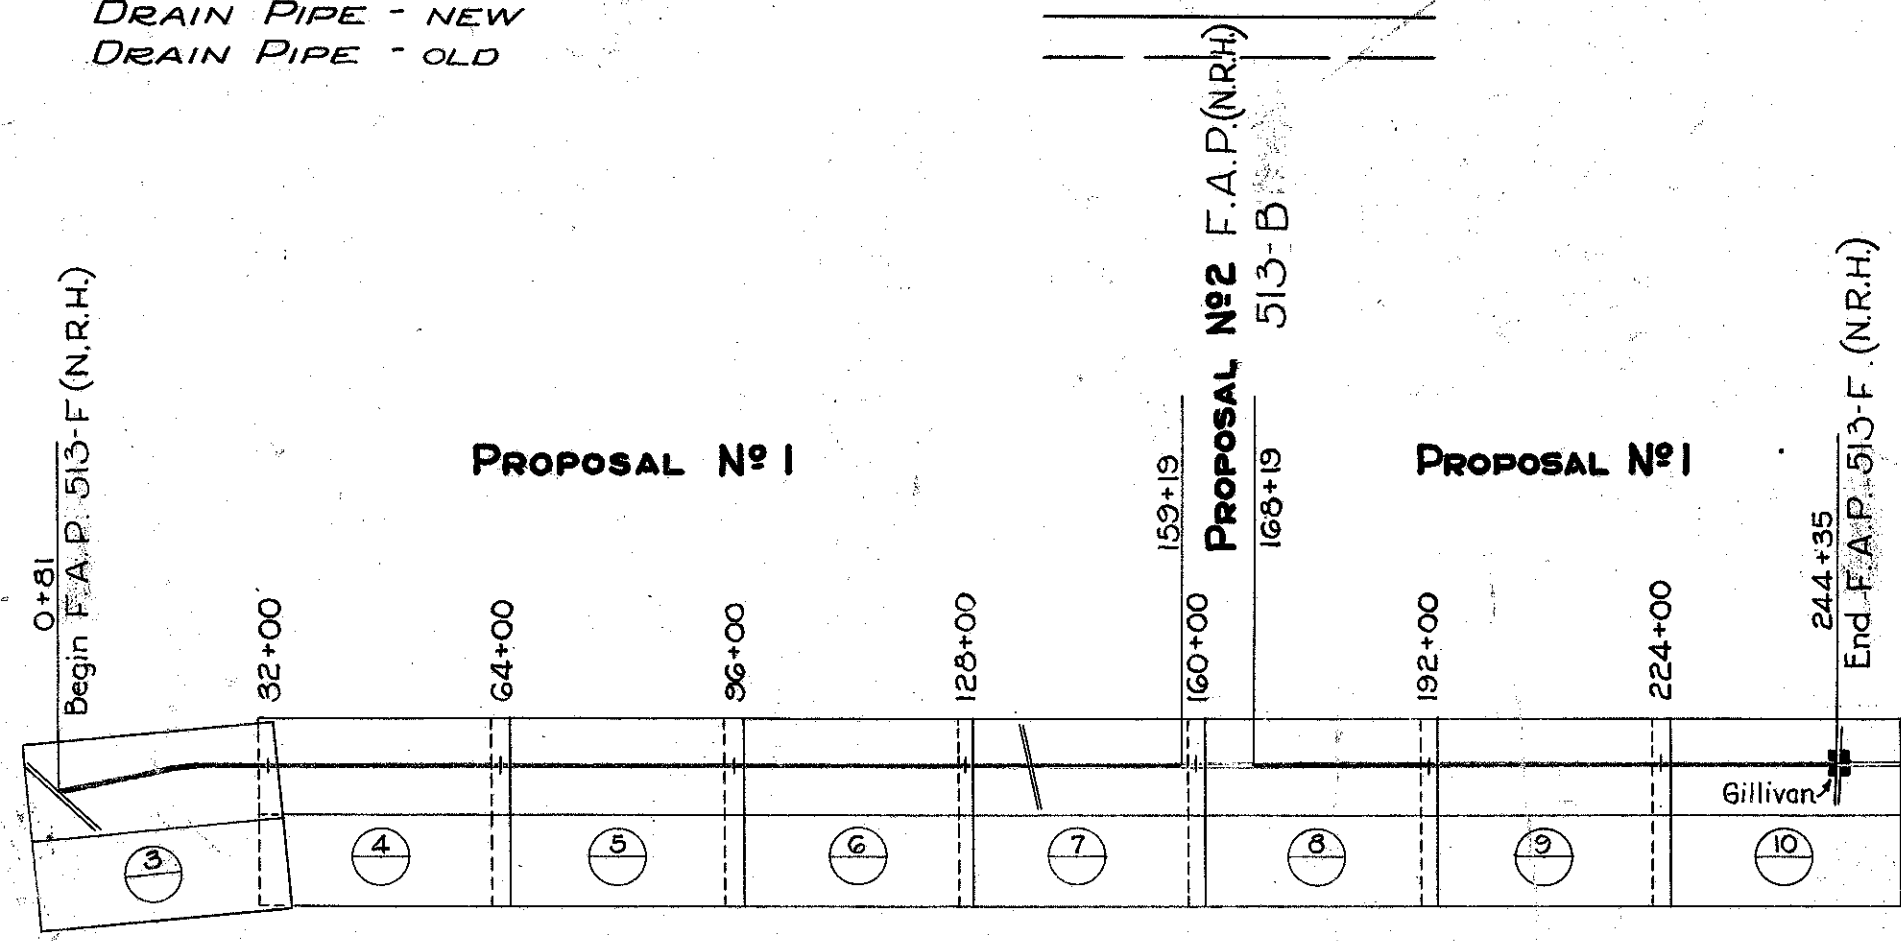 DRAIN PIPE - NEW
DRAIN PIPE - OLD
0+81
Begin F.A.P. 513-F (N.R.H.)
PROPOSAL Nº 1
159+19
PROPOSAL Nº 2 F.A.P. (N.R.H.)
513-B
168+19
PROPOSAL Nº 1
244+35
End F.A.P. 513-F. (N.R.H.)
32+00
64+00
96+00
128+00
160+00
192+00
224+00
Gillivan
3
4
5
6
7
8
9
10